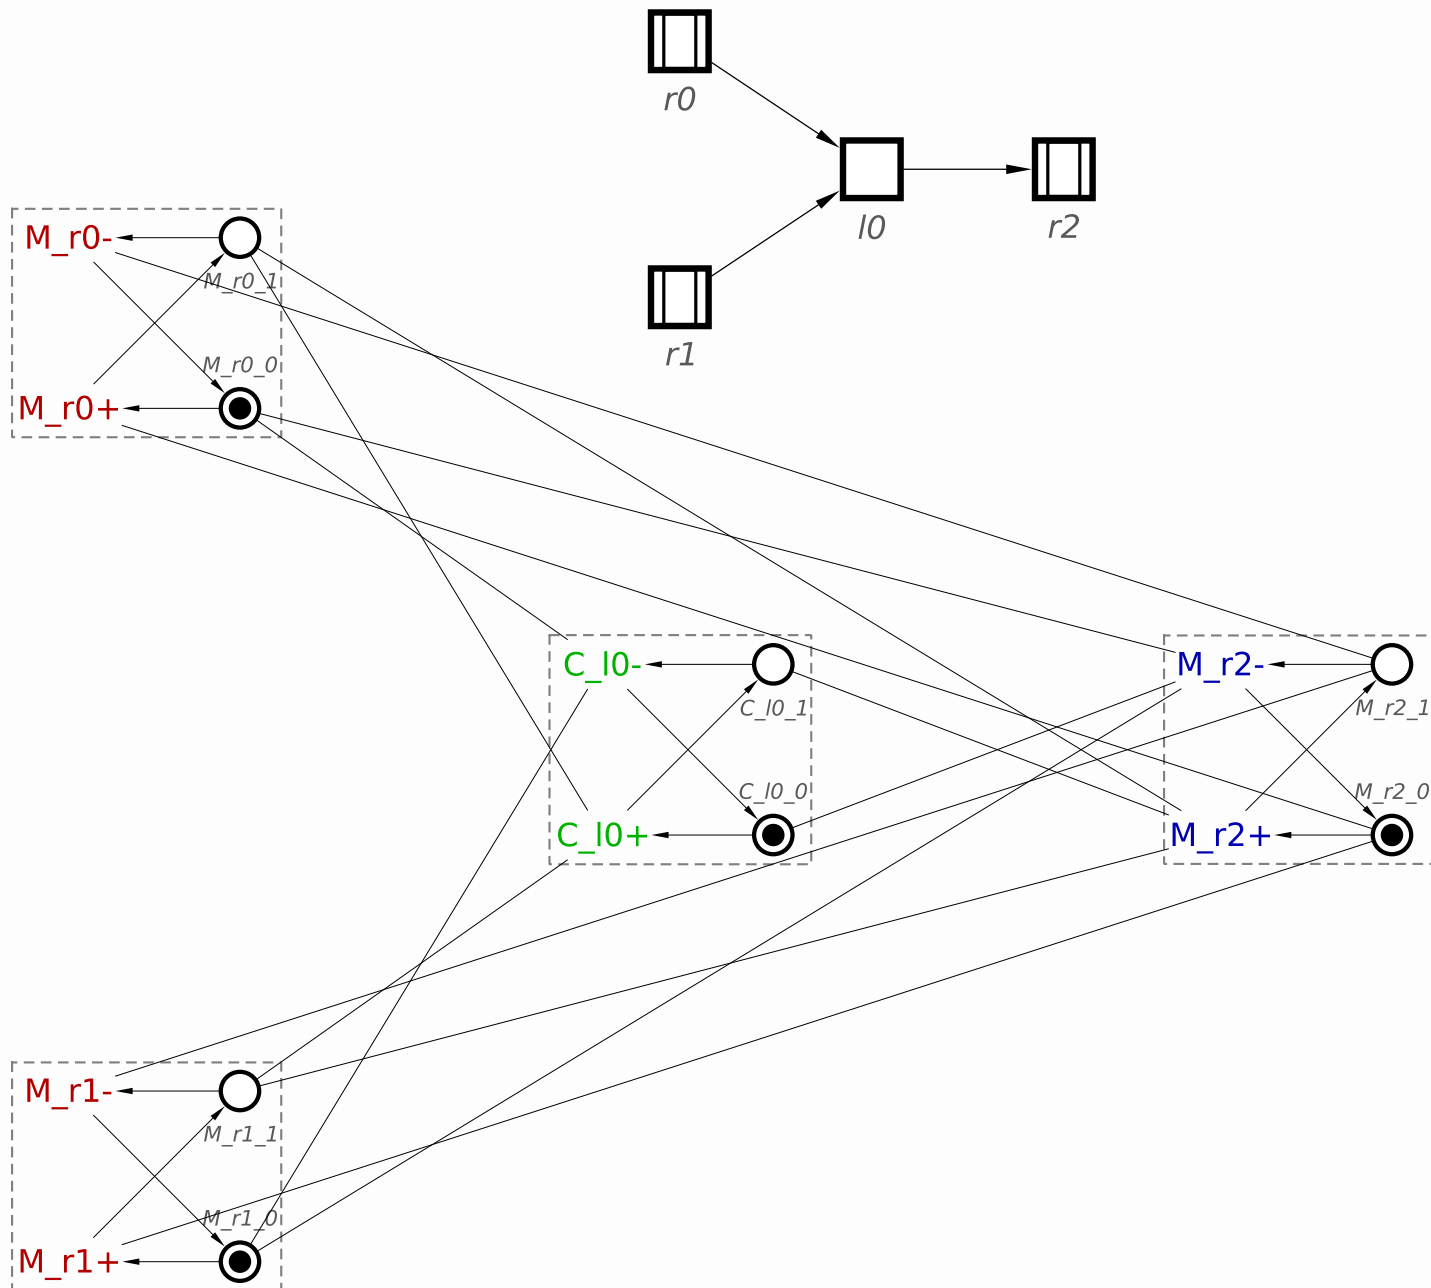 r0
l0
r2
r1
M_r0-
M_r0_1
M_r0_0
M_r0+
C_l0-
C_l0_1
C_l0_0
C_l0+
M_r2-
M_r2_1
M_r2_0
M_r2+
M_r1-
M_r1_1
M_r1_0
M_r1+